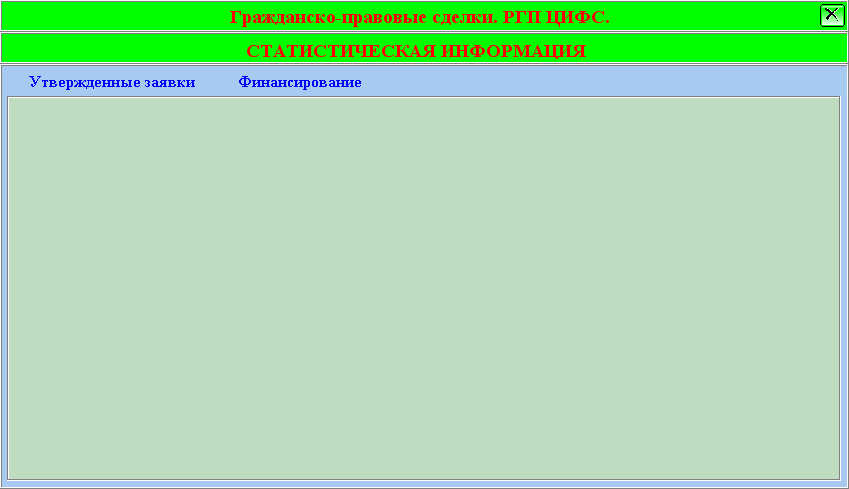 Гражданско-правовые сделки. РГП ЦИФС.
СТАТИСТИЧЕСКАЯ ИНФОРМАЦИЯ
Утвержденные заявки Финансирование